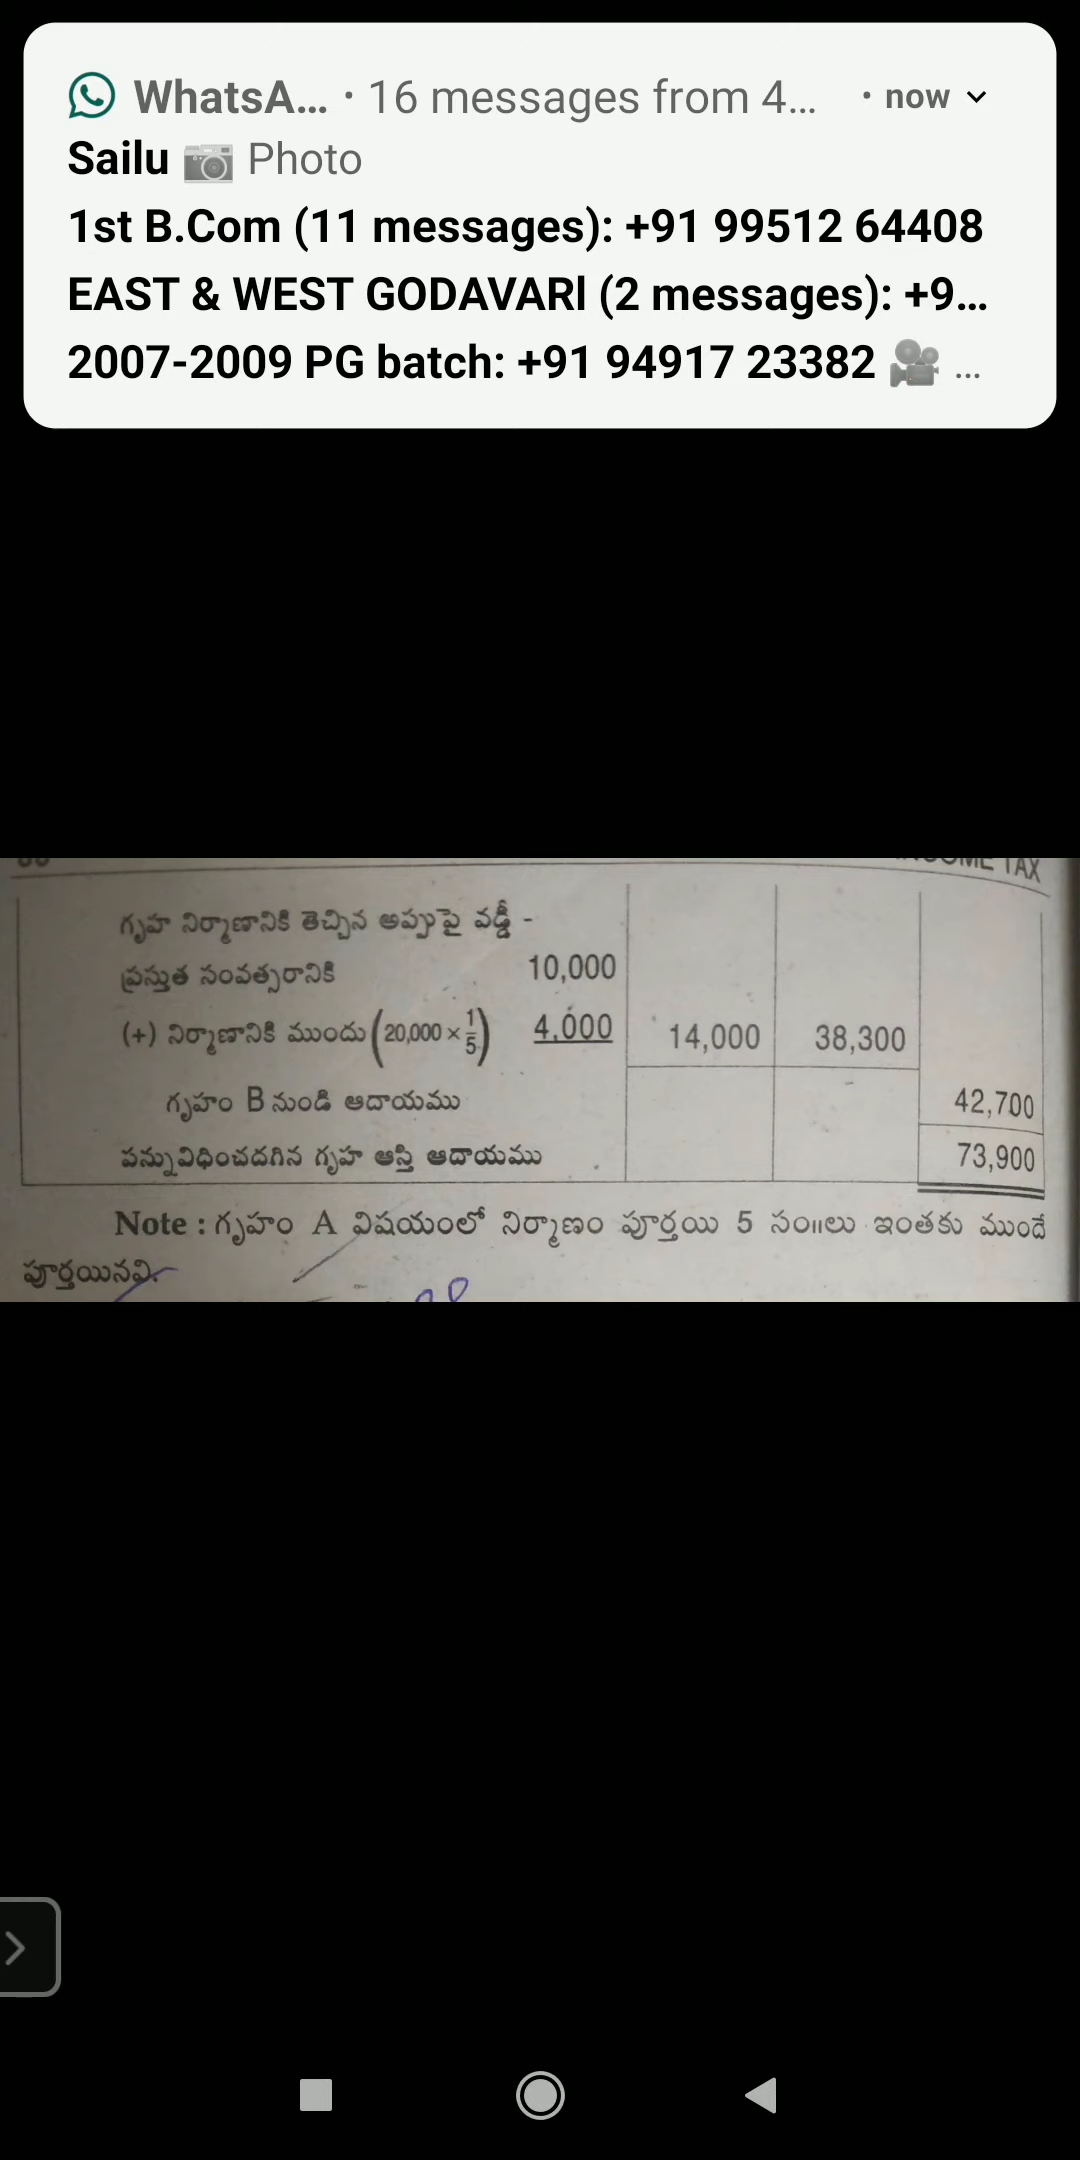 WhatsA... • 16 messages from 4... • now
Sailu 📷 Photo
1st B.Com (11 messages): +91 99512 64408
EAST & WEST GODAVARI (2 messages): +9...
2007-2009 PG batch: +91 94917 23382 🎥 ...
INCOME TAX
గృహ నిర్మాణానికి తెచ్చిన అప్పుపై వడ్డీ -
ప్రస్తుత సంవత్సరానికి 10,000
(+) నిర్మాణానికి ముందు (20,000 × 1/5) 4,000 14,000 38,300
గృహం B నుండి ఆదాయము 42,700
పన్నువిధించదగిన గృహ ఆస్తి ఆదాయము 73,900
Note : గృహం A విషయంలో నిర్మాణం పూర్తయి 5 సం॥లు ఇంతకు ముందే
పూర్తయినవి.